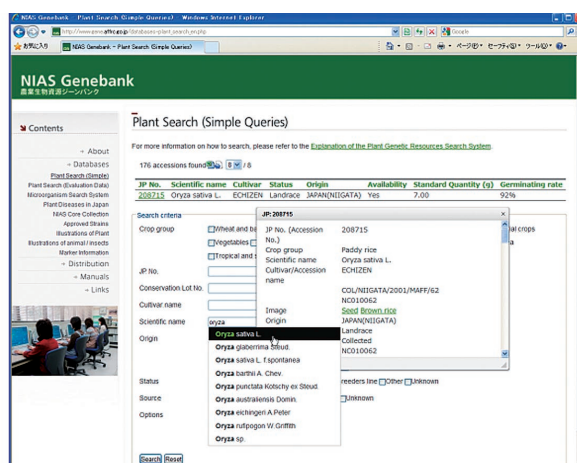 NIAS Genebank - Plant Search (Simple Queries) - Windows Internet Explorer
Google
お気に入り NIAS Genebank - Plant Search (Simple Queries)
NIAS Genebank
農業生物資源ジーンバンク
Contents
About
Databases
Plant Search (Simple)
Plant Search (Evaluation Data)
Microorganism Search System
Plant Diseases in Japan
NIAS Core Collection
Approved Strains
Illustrations of Plant
Illustrations of animal / insects
Marker Information
Distribution
Manuals
Links
Plant Search (Simple Queries)
For more information on how to search, please refer to the Explanation of the Plant Genetic Resources Search System.
176 accessions found 8 / 8
JP No. Scientific name Cultivar Status Origin Availability Standard Quantity (g) Germinating rate
208715 Oryza sativa L. ECHIZEN Landrace JAPAN(NIIGATA) Yes 7.00 92%
Search criteria
Crop group Wheat and ba
Vegetables
Tropical and s
JP No.
Conservation Lot No.
Cultivar name
Scientific name oryza
Origin
Status
Source
Options
Oryza sativa L.
Oryza glaberrima Steud.
Oryza sativa L. f.spontanea
Oryza barthii A. Chev.
Oryza punctata Kotschy ex Steud.
Oryza australiensis Domin.
Oryza eichingeri A.Peter
Oryza rufipogon W.Griffith
Oryza sp.
JP: 208715 x
JP No. (Accession No.) 208715
Crop group Paddy rice
Scientific name Oryza sativa L.
Cultivar/Accession name ECHIZEN
COL/NIIGATA/2001/MAFF/62
NC010062
Image Seed Brown rice
Origin JAPAN(NIIGATA)
Landrace
Collected
NC010062
ial crops
reeders line Other Unknown
Unknown
Search Reset